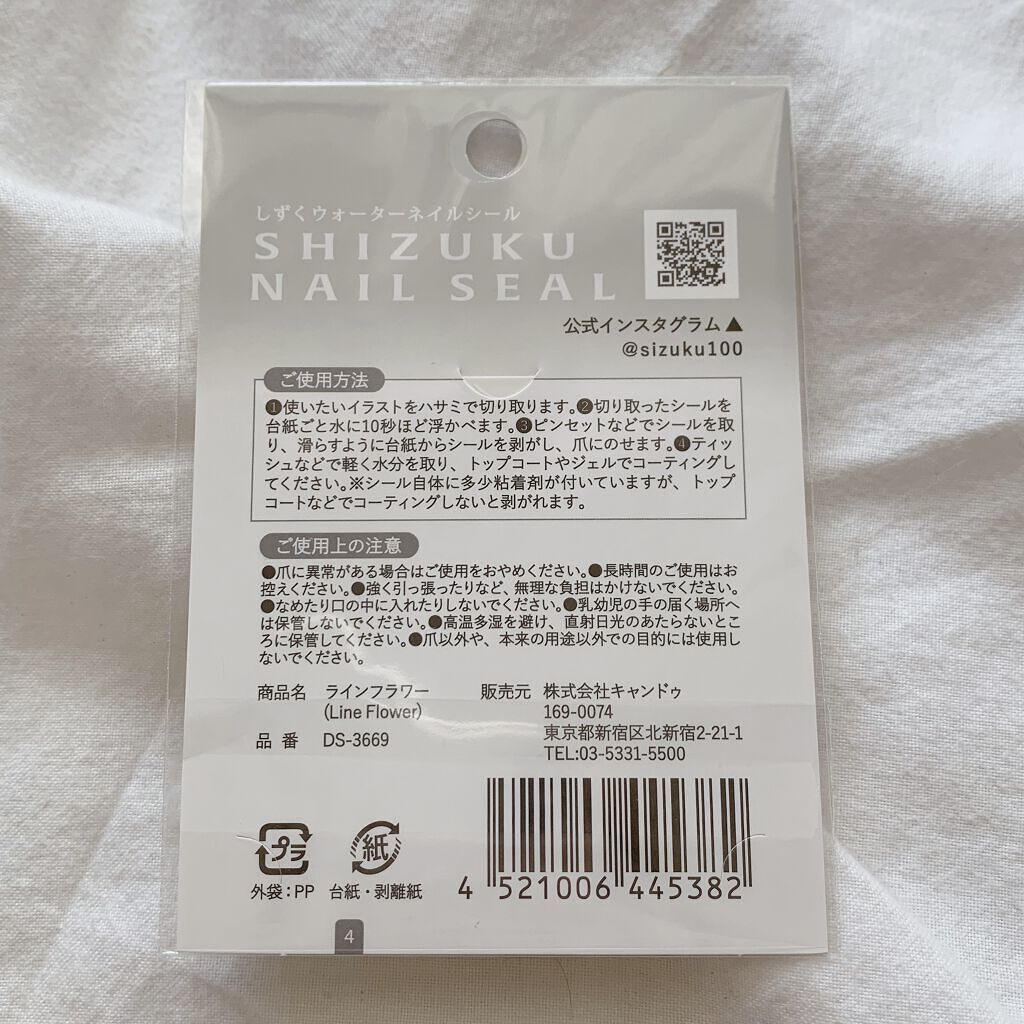 しずくウォーターネイルシール
SHIZUKU
NAIL SEAL
公式インスタグラム▲
@sizuku100
ご使用方法
❶使いたいイラストをハサミで切り取ります。❷切り取ったシールを
台紙ごと水に10秒ほど浮かべます。❸ピンセットなどでシールを取
り、滑らすように台紙からシールを剥がし、爪にのせます。❹ティッ
シュなどで軽く水分を取り、トップコートやジェルでコーティングし
てください。※シール自体に多少粘着剤が付いていますが、トップ
コートなどでコーティングしないと剥がれます。
ご使用上の注意
●爪に異常がある場合はご使用をおやめください。●長時間のご使用はお
控えください。●強く引っ張ったりなど、無理な負担はかけないでください。
●なめたり口の中に入れたりしないでください。●乳幼児の手の届く場所へ
は保管しないでください。●高温多湿を避け、直射日光のあたらないとこ
ろに保管してください。●爪以外や、本来の用途以外での目的には使用し
ないでください。
商品名 ラインフラワー
(Line Flower)
品番 DS-3669
販売元 株式会社キャンドゥ
169-0074
東京都新宿区北新宿2-21-1
TEL:03-5331-5500
プラ
外袋:PP
紙
台紙・剥離紙
4 521006 445382
4